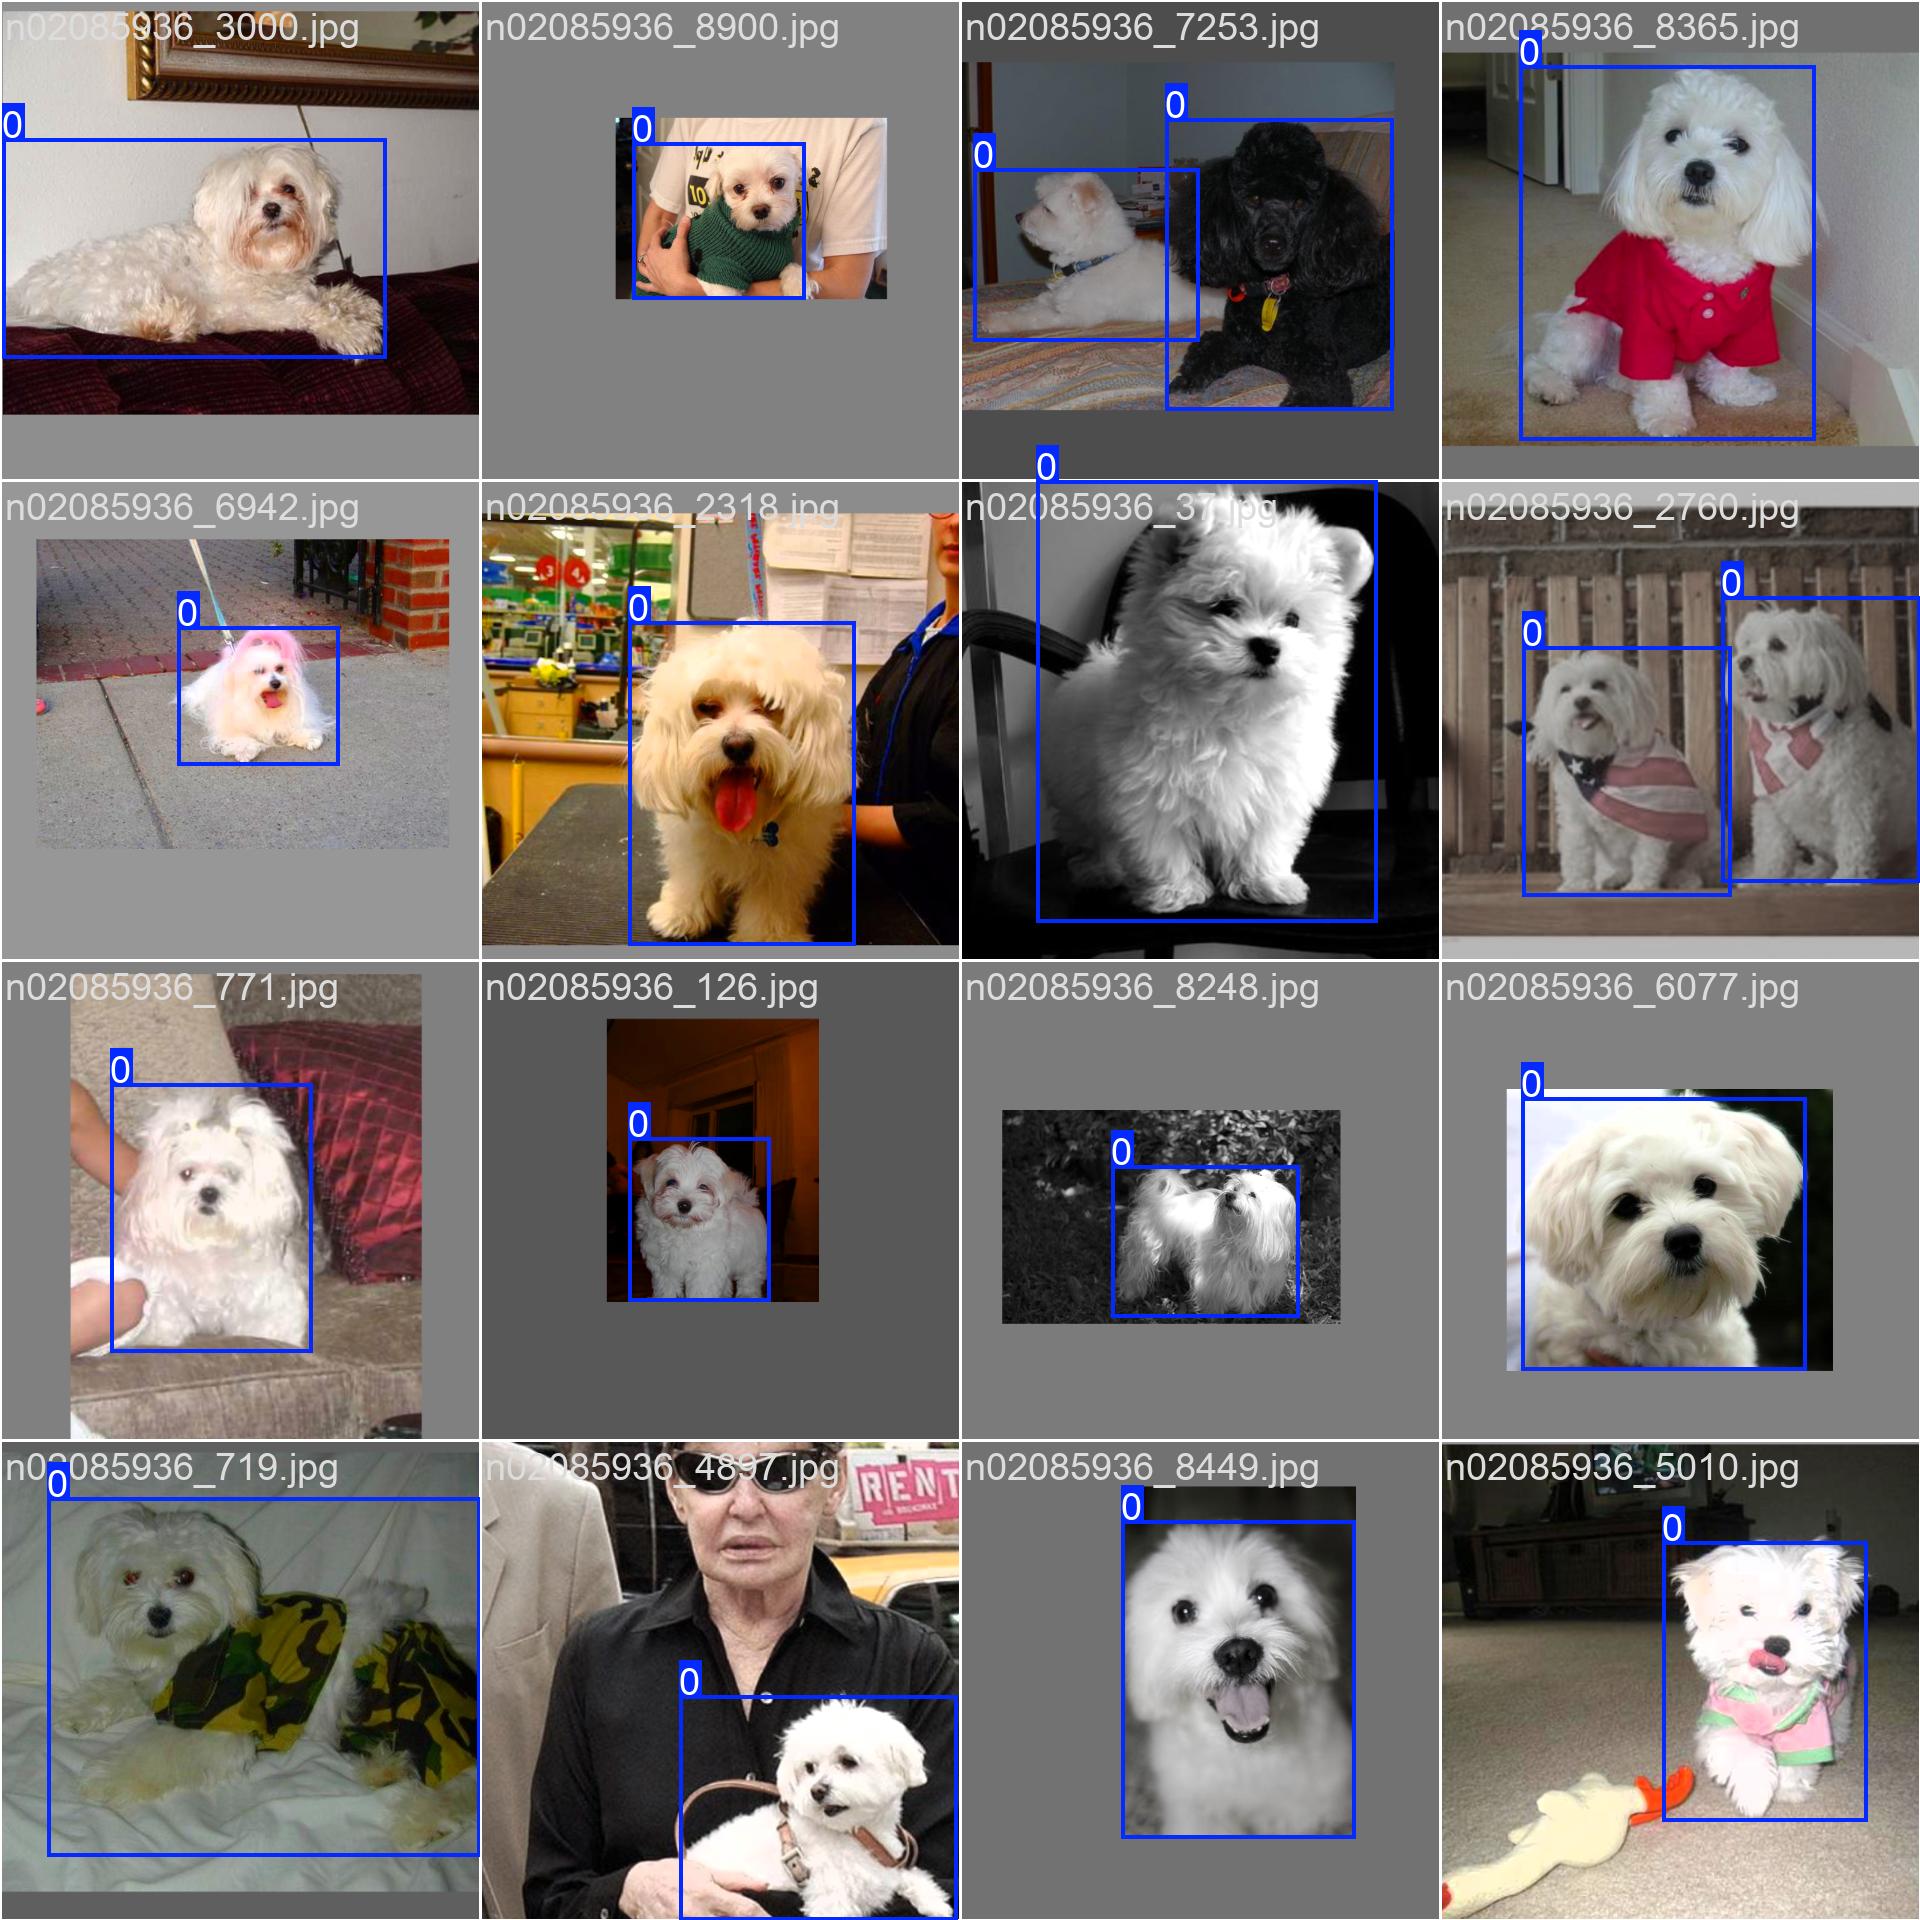 n02085936_3000.jpg
n02085936_8900.jpg
n02085936_7253.jpg
n02085936_8365.jpg
0
0
10
0
0
0
n02085936_6942.jpg
n02085936_2318.jpg
n02085936_37.jpg
n02085936_2760.jpg
0
0
0
0
0
3
4
n02085936_771.jpg
n02085936_126.jpg
n02085936_8248.jpg
n02085936_6077.jpg
0
0
0
0
n02085936_719.jpg
n02085936_4897.jpg
n02085936_8449.jpg
n02085936_5010.jpg
0
RENT
0
0
0